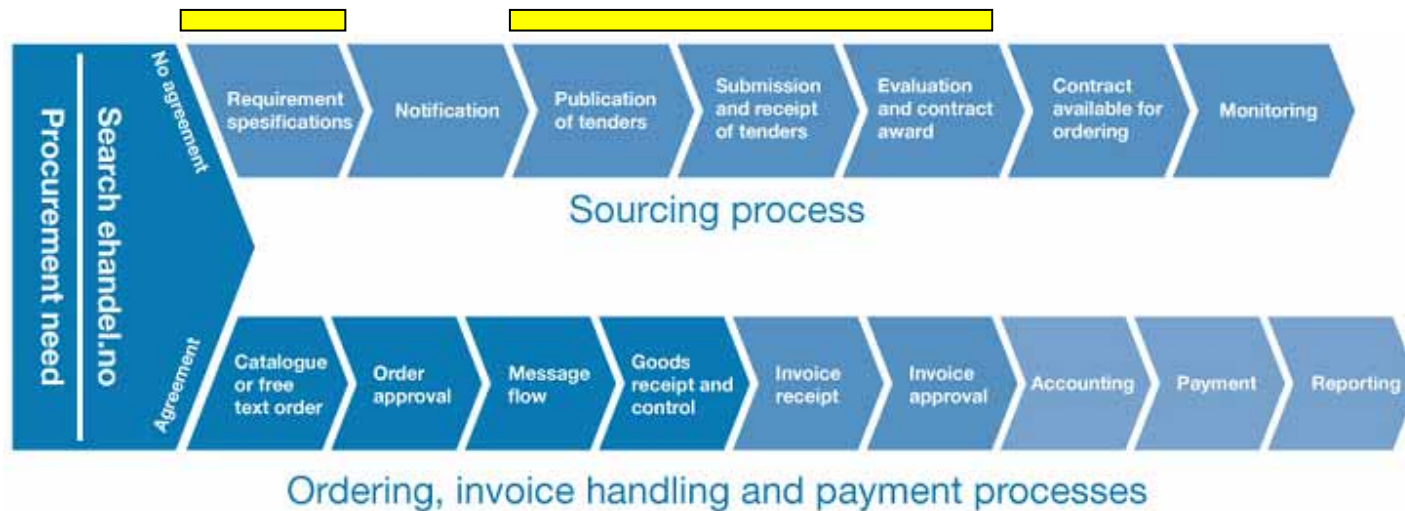 Procurement need
Search ehandel.no
No agreement
Requirement
spesifications
Notification
Publication
of tenders
Submission
and receipt
of tenders
Evaluation
and contract
award
Contract
available for
ordering
Monitoring
Sourcing process
Agreement
Catalogue
or free
text order
Order
approval
Message
flow
Goods
receipt and
control
Invoice
receipt
Invoice
approval
Accounting
Payment
Reporting
Ordering, invoice handling and payment processes